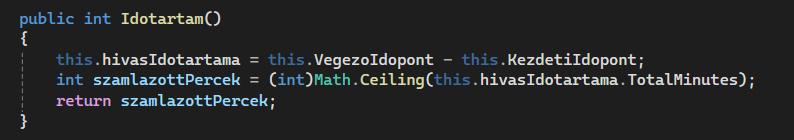 public int Idotartam()
{
    this.hivasIdotartama = this.VegezoIdopont - this.KezdetiIdopont;
    int szamlazottPercek = (int)Math.Ceiling(this.hivasIdotartama.TotalMinutes);
    return szamlazottPercek;
}